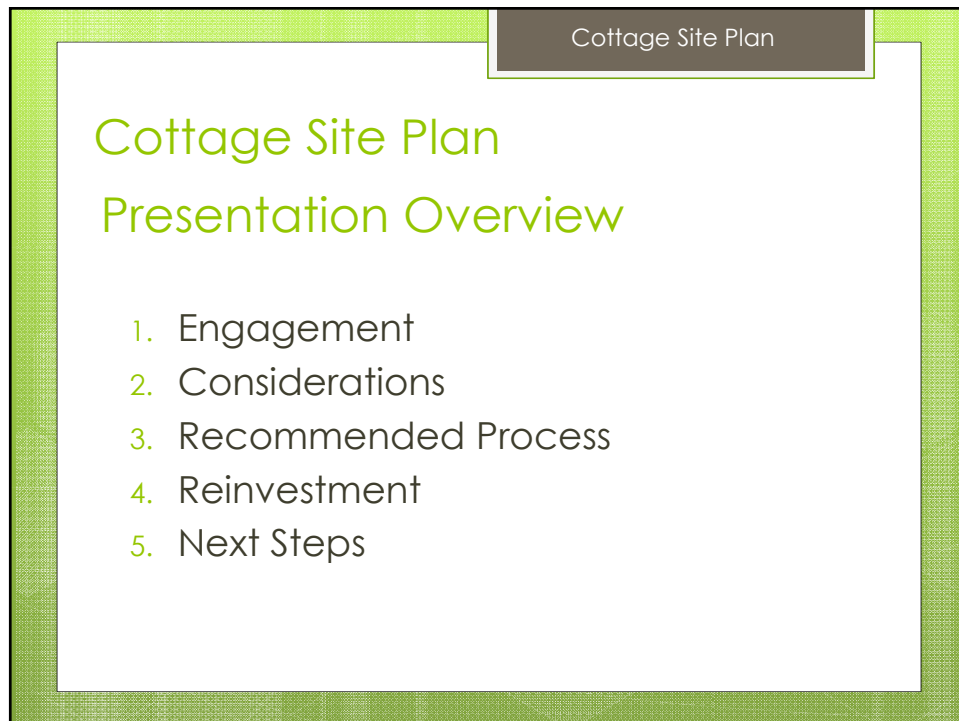 Cottage Site Plan
Cottage Site Plan
Presentation Overview
1. Engagement
2. Considerations
3. Recommended Process
4. Reinvestment
5. Next Steps